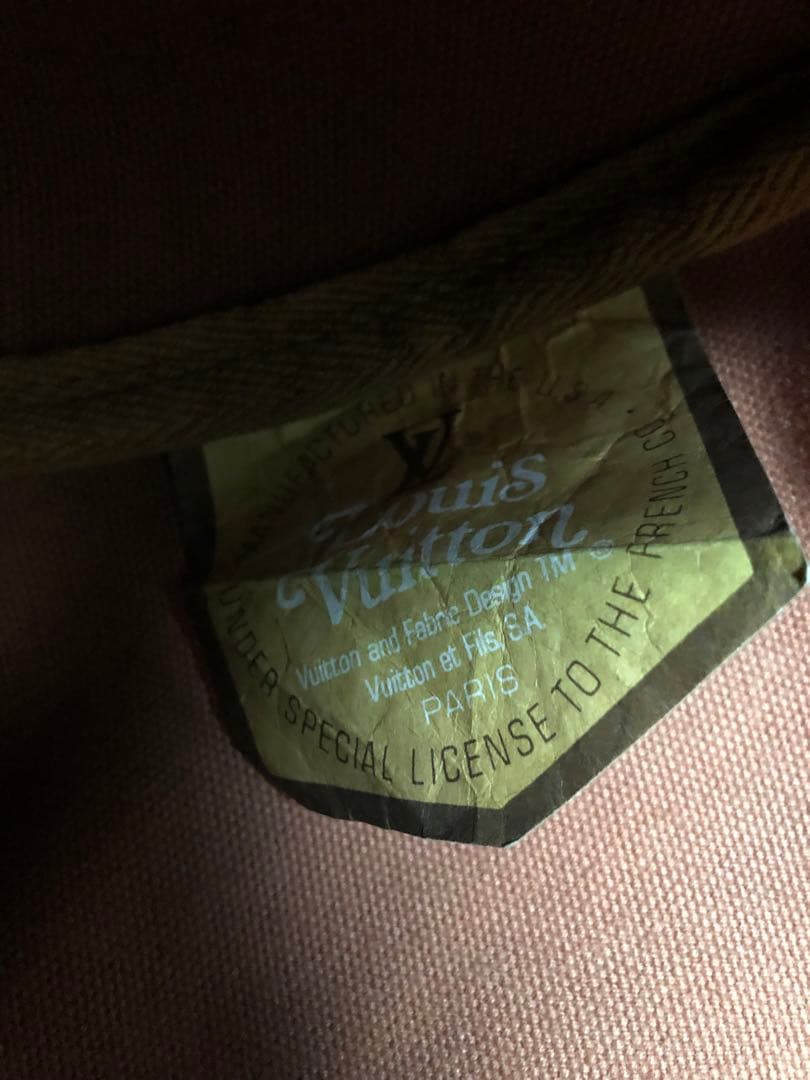 MANUFACTURED IN THE U.S.A.
LV
Louis
Vuitton
Vuitton and Fabric Design TM ©
Vuitton et Fils, S.A.
PARIS
UNDER SPECIAL LICENSE TO THE FRENCH CO.